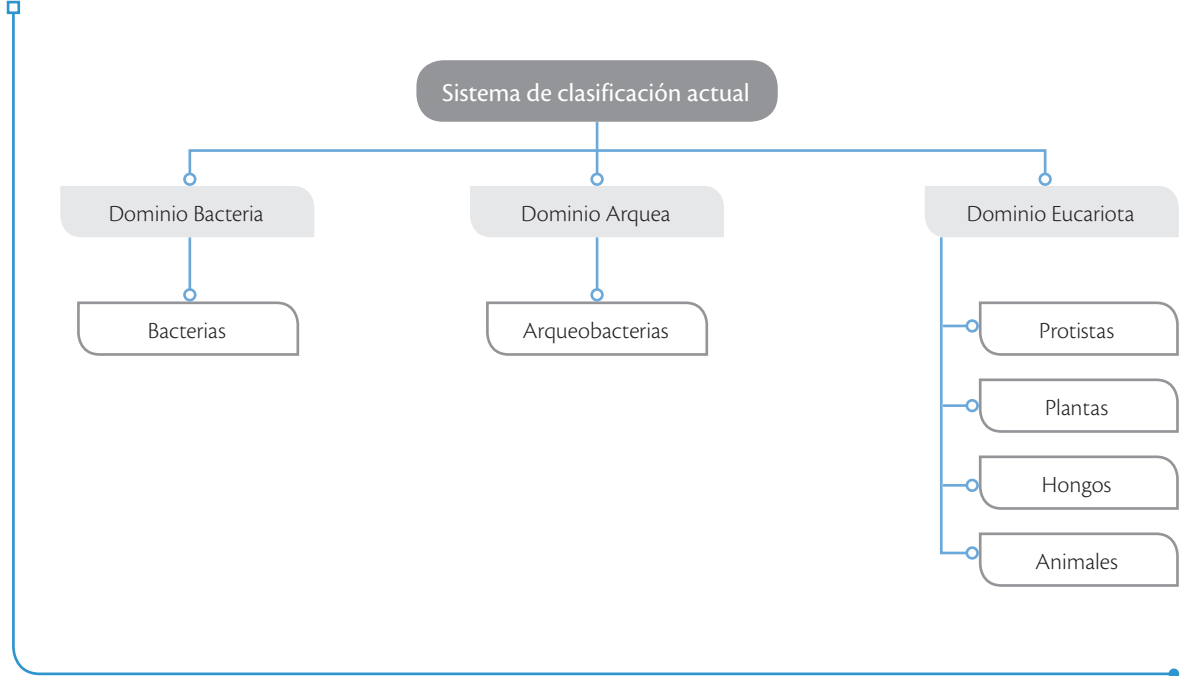 Sistema de clasificación actual
Dominio Bacteria
Dominio Arquea
Dominio Eucariota
Bacterias
Arqueobacterias
Protistas
Plantas
Hongos
Animales